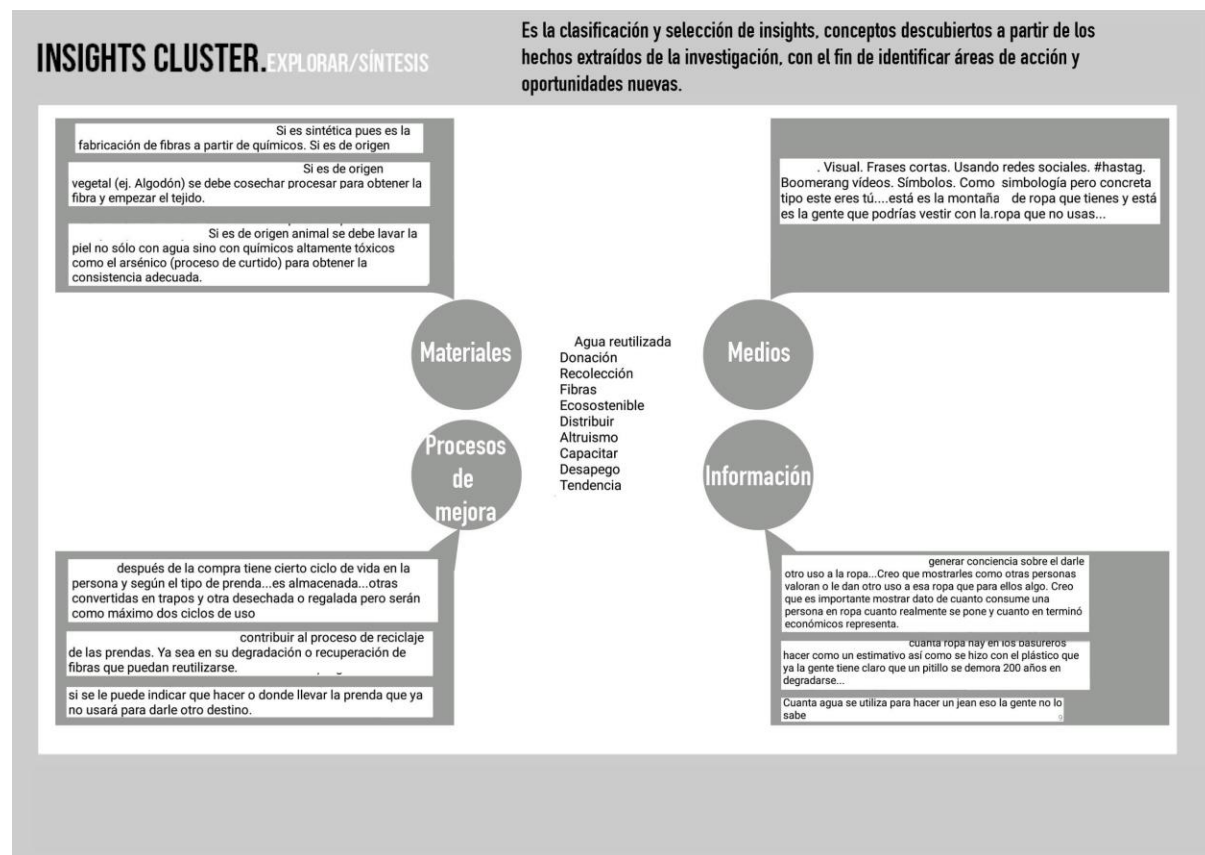 INSIGHTS CLUSTER.EXPLORAR/SÍNTESIS
Es la clasificación y selección de insights, conceptos descubiertos a partir de los
hechos extraídos de la investigación, con el fin de identificar áreas de acción y
oportunidades nuevas.
Si es sintética pues es la
fabricación de fibras a partir de químicos. Si es de origen
Si es de origen
vegetal (ej. Algodón) se debe cosechar procesar para obtener la
fibra y empezar el tejido.
Si es de origen animal se debe lavar la
piel no sólo con agua sino con químicos altamente tóxicos
como el arsénico (proceso de curtido) para obtener la
consistencia adecuada.
. Visual. Frases cortas. Usando redes sociales. #hastag.
Boomerang vídeos. Símbolos. Como simbología pero concreta
tipo este eres tú....está es la montaña de ropa que tienes y está
es la gente que podrías vestir con la.ropa que no usas...
Materiales
Medios
Agua reutilizada
Donación
Recolección
Fibras
Ecosostenible
Distribuir
Altruismo
Capacitar
Desapego
Tendencia
Procesos
de
mejora
Información
después de la compra tiene cierto ciclo de vida en la
persona y según el tipo de prenda...es almacenada...otras
convertidas en trapos y otra desechada o regalada pero serán
como máximo dos ciclos de uso
contribuir al proceso de reciclaje
de las prendas. Ya sea en su degradación o recuperación de
fibras que puedan reutilizarse.
si se le puede indicar que hacer o donde llevar la prenda que ya
no usará para darle otro destino.
generar conciencia sobre el darle
otro uso a la ropa...Creo que mostrarles como otras personas
valoran o le dan otro uso a esa ropa que para ellos algo. Creo
que es importante mostrar dato de cuanto consume una
persona en ropa cuanto realmente se pone y cuanto en terminó
económicos representa.
cuanta ropa hay en los basureros
hacer como un estimativo así como se hizo con el plástico que
ya la gente tiene claro que un pitillo se demora 200 años en
degradarse...
Cuanta agua se utiliza para hacer un jean eso la gente no lo
sabe